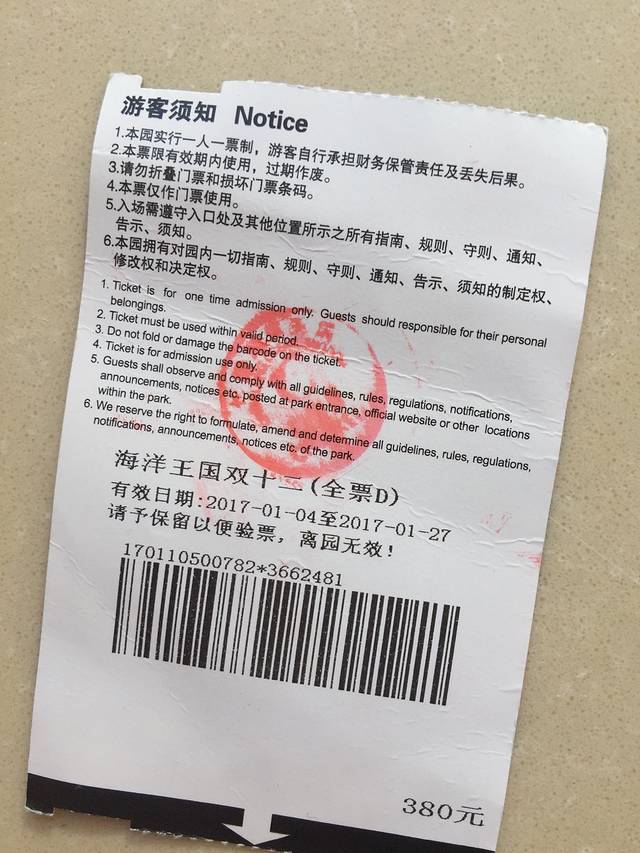 游客须知 Notice
1.本园实行一人一票制，游客自行承担财务保管责任及丢失后果。
2.本票限有效期内使用，过期作废。
3.请勿折叠门票和损坏门票条码。
4.本票仅作门票使用。
5.入场需遵守入口处及其他位置所示之所有指南、规则、守则、通知、
告示、须知。
6.本园拥有对园内一切指南、规则、守则、通知、告示、须知的制定权、
修改权和决定权。
1. Ticket is for one time admission only. Guests should responsible for their personal
belongings.
2. Ticket must be used within valid period.
3. Do not fold or damage the barcode on the ticket.
4. Ticket is for admission use only.
5. Guests shall observe and comply with all guidelines, rules, regulations, notifications,
announcements, notices etc. posted at park entrance, official website or other locations
within the park.
6. We reserve the right to formulate, amend and determine all guidelines, rules, regulations,
notifications, announcements, notices etc. of the park.
海洋王国双十二(全票D)
有效日期:2017-01-04至2017-01-27
请予保留以便验票，离园无效!
170110500782*3662481
380元